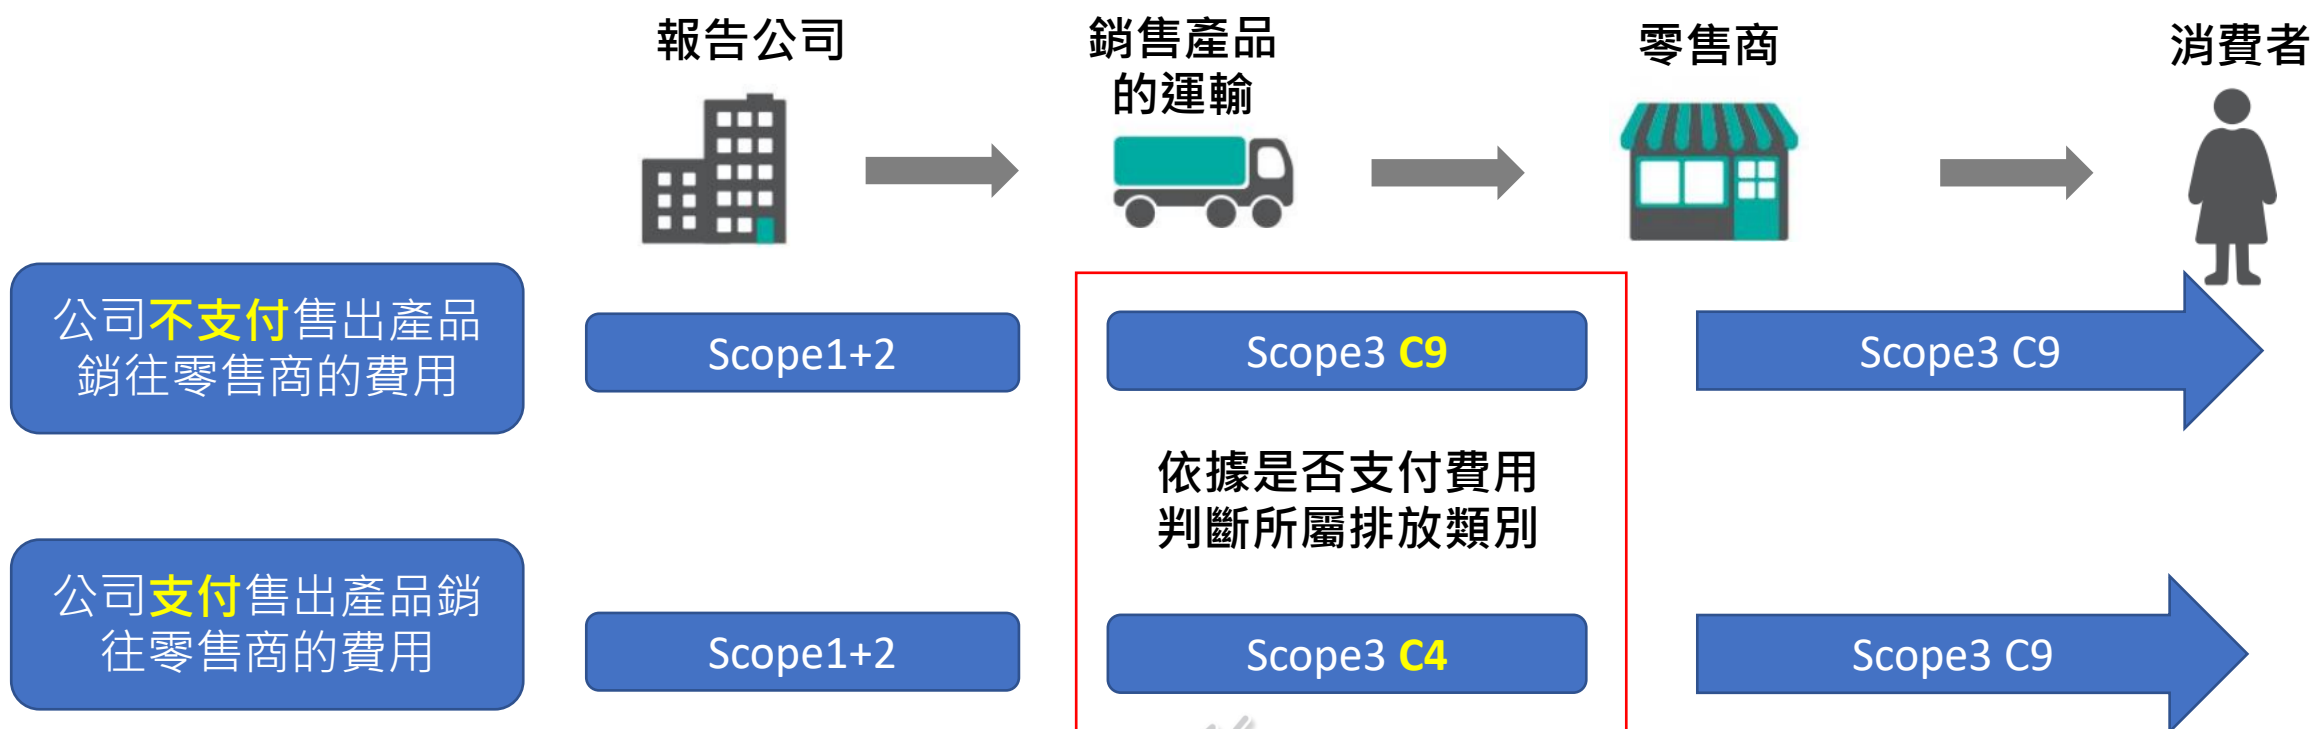 報告公司
銷售產品
的運輸
零售商
消費者
公司不支付售出產品
銷往零售商的費用
Scope1+2
Scope3 C9
Scope3 C9
依據是否支付費用
判斷所屬排放類別
公司支付售出產品銷
往零售商的費用
Scope1+2
Scope3 C4
Scope3 C9